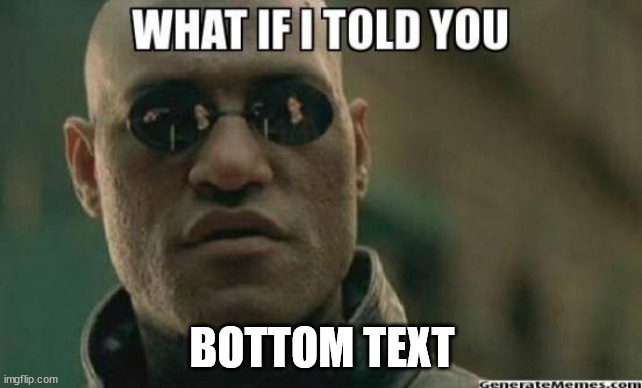 WHAT IF I TOLD YOU
BOTTOM TEXT
imgflip.com
GenerateMemes.com